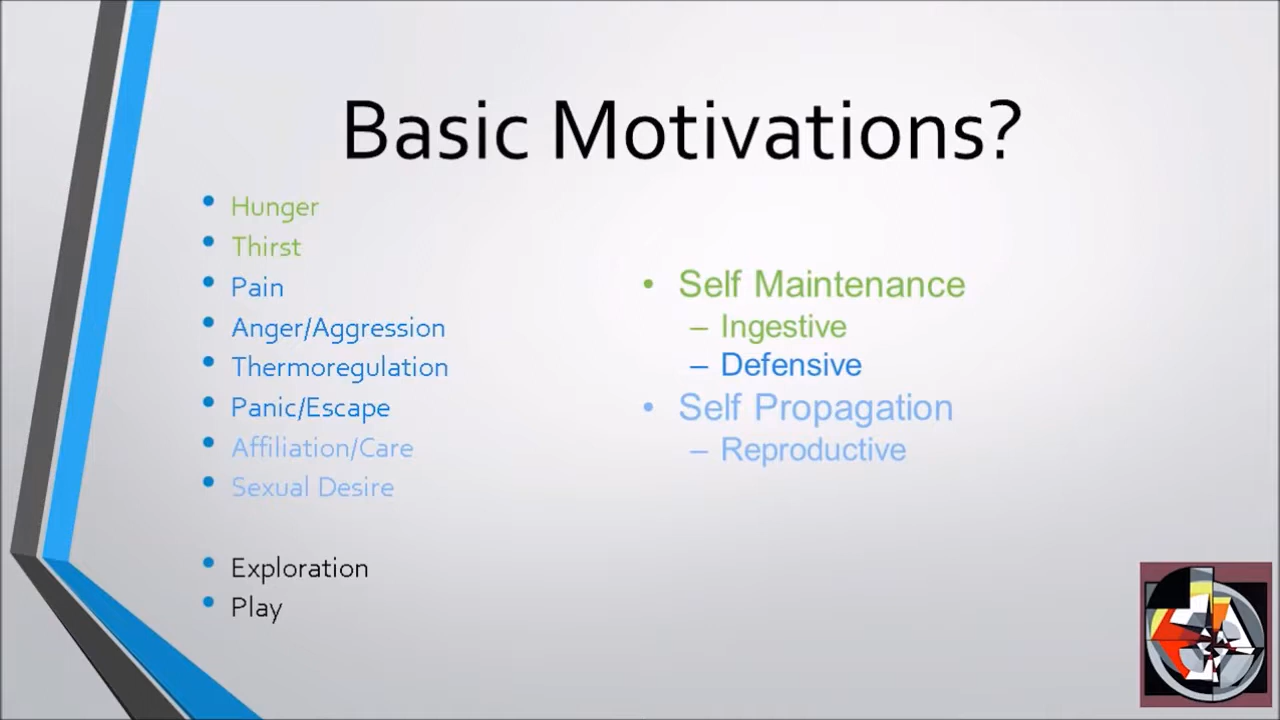 Basic Motivations?
• Hunger
• Thirst
• Pain
• Anger/Aggression
• Thermoregulation
• Panic/Escape
• Affiliation/Care
• Sexual Desire
• Exploration
• Play
• Self Maintenance
– Ingestive
– Defensive
• Self Propagation
– Reproductive